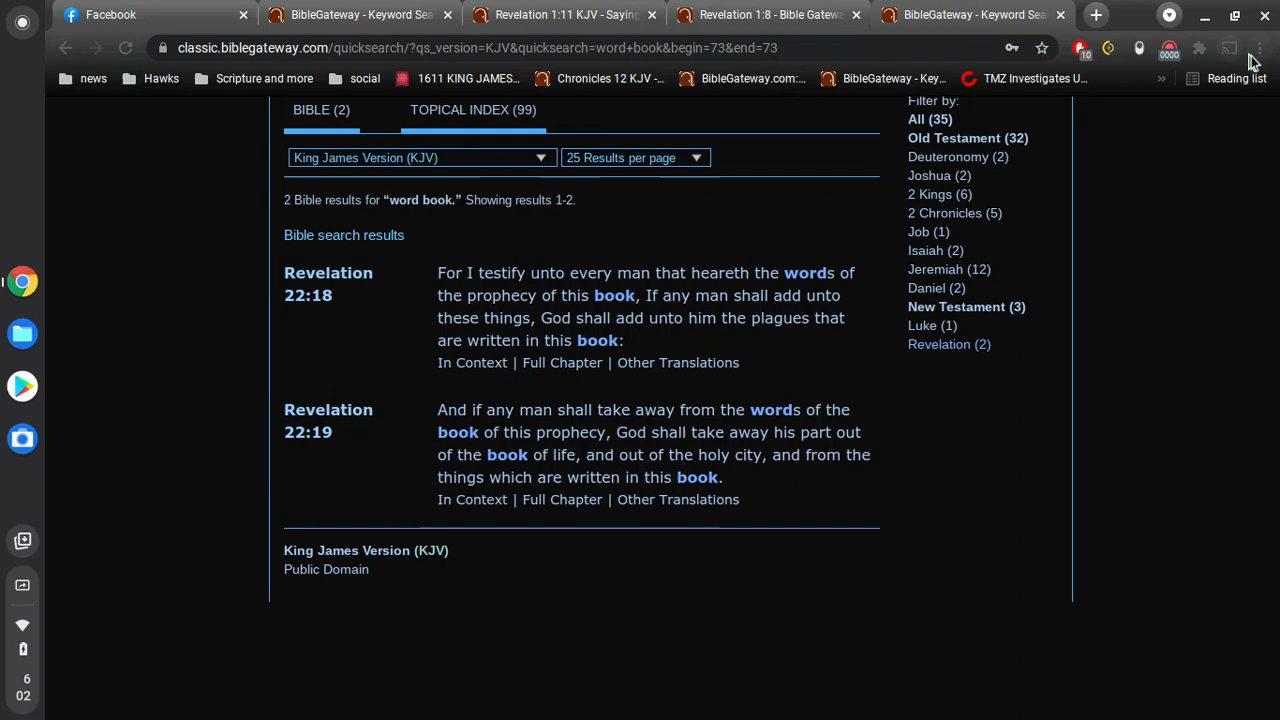 Facebook
BibleGateway - Keyword Sea
Revelation 1:11 KJV - Saying
Revelation 1:8 - Bible Gatew
BibleGateway - Keyword Sea
classic.biblegateway.com/quicksearch/?qs_version=KJV&quicksearch=word+book&begin=73&end=73
10
0000
news
Hawks
Scripture and more
social
1611 KING JAMES...
Chronicles 12 KJV -...
BibleGateway.com:...
BibleGateway - Key...
TMZ Investigates U...
»
Reading list
BIBLE (2)
TOPICAL INDEX (99)
King James Version (KJV)
25 Results per page
2 Bible results for “word book.” Showing results 1-2.
Bible search results
Revelation
22:18
For I testify unto every man that heareth the words of
the prophecy of this book, If any man shall add unto
these things, God shall add unto him the plagues that
are written in this book:
In Context | Full Chapter | Other Translations
Revelation
22:19
And if any man shall take away from the words of the
book of this prophecy, God shall take away his part out
of the book of life, and out of the holy city, and from the
things which are written in this book.
In Context | Full Chapter | Other Translations
King James Version (KJV)
Public Domain
Filter by:
All (35)
Old Testament (32)
Deuteronomy (2)
Joshua (2)
2 Kings (6)
2 Chronicles (5)
Job (1)
Isaiah (2)
Jeremiah (12)
Daniel (2)
New Testament (3)
Luke (1)
Revelation (2)
6
02